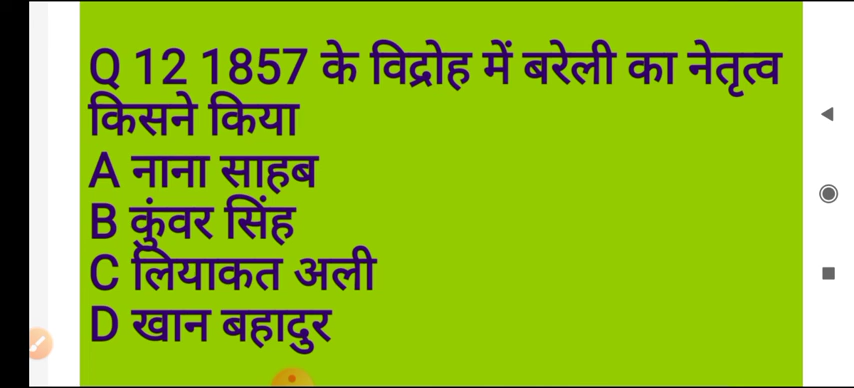 Q 12 1857 के विद्रोह में बरेली का नेतृत्व
किसने किया
A नाना साहब
B कुंवर सिंह
C लियाकत अली
D खान बहादुर